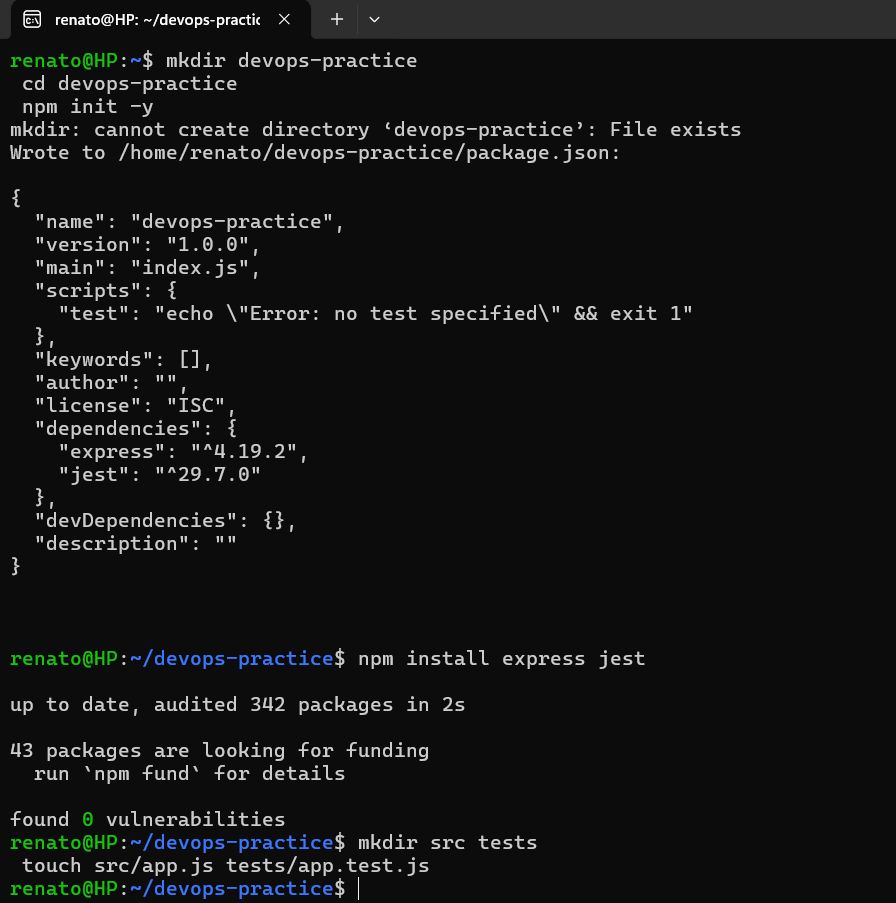 renato@HP: ~/devops-practic
renato@HP:~$ mkdir devops-practice
 cd devops-practice
 npm init -y
mkdir: cannot create directory ‘devops-practice’: File exists
Wrote to /home/renato/devops-practice/package.json:
{
  "name": "devops-practice",
  "version": "1.0.0",
  "main": "index.js",
  "scripts": {
    "test": "echo \"Error: no test specified\" && exit 1"
  },
  "keywords": [],
  "author": "",
  "license": "ISC",
  "dependencies": {
    "express": "^4.19.2",
    "jest": "^29.7.0"
  },
  "devDependencies": {},
  "description": ""
}
renato@HP:~/devops-practice$ npm install express jest
up to date, audited 342 packages in 2s
43 packages are looking for funding
  run `npm fund` for details
found 0 vulnerabilities
renato@HP:~/devops-practice$ mkdir src tests
 touch src/app.js tests/app.test.js
renato@HP:~/devops-practice$